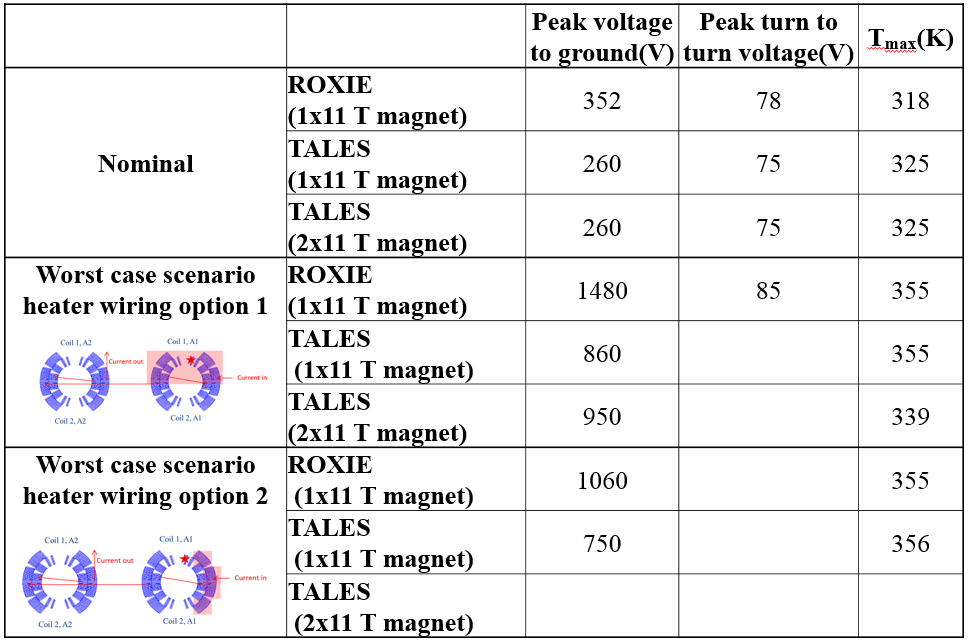 Peak voltage to ground(V)
Peak turn to turn voltage(V)
Tmax(K)
Nominal
ROXIE
(1x11 T magnet)
352
78
318
TALES
(1x11 T magnet)
260
75
325
TALES
(2x11 T magnet)
260
75
325
Worst case scenario
heater wiring option 1
Coil 1, A2
Coil 1, A1
Current out
Current in
Coil 2, A2
Coil 2, A1
ROXIE
(1x11 T magnet)
1480
85
355
TALES
(1x11 T magnet)
860
355
TALES
(2x11 T magnet)
950
339
Worst case scenario
heater wiring option 2
Coil 1, A2
Coil 1, A1
Current out
Current in
Coil 2, A2
Coil 2, A1
ROXIE
(1x11 T magnet)
1060
355
TALES
(1x11 T magnet)
750
356
TALES
(2x11 T magnet)